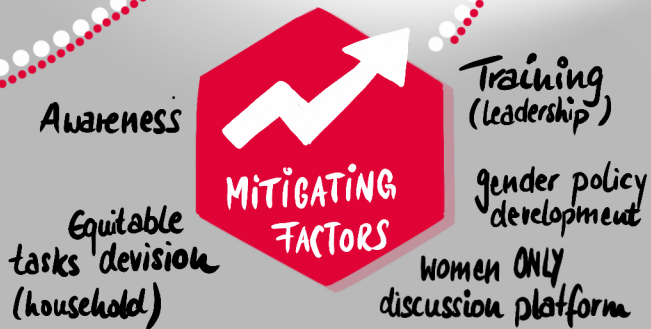 MiTiGATING
FACTORS
Awareness
Equitable
tasks devision
(household)
Training
(leadership)
gender policy
development
women ONLY
discussion platform